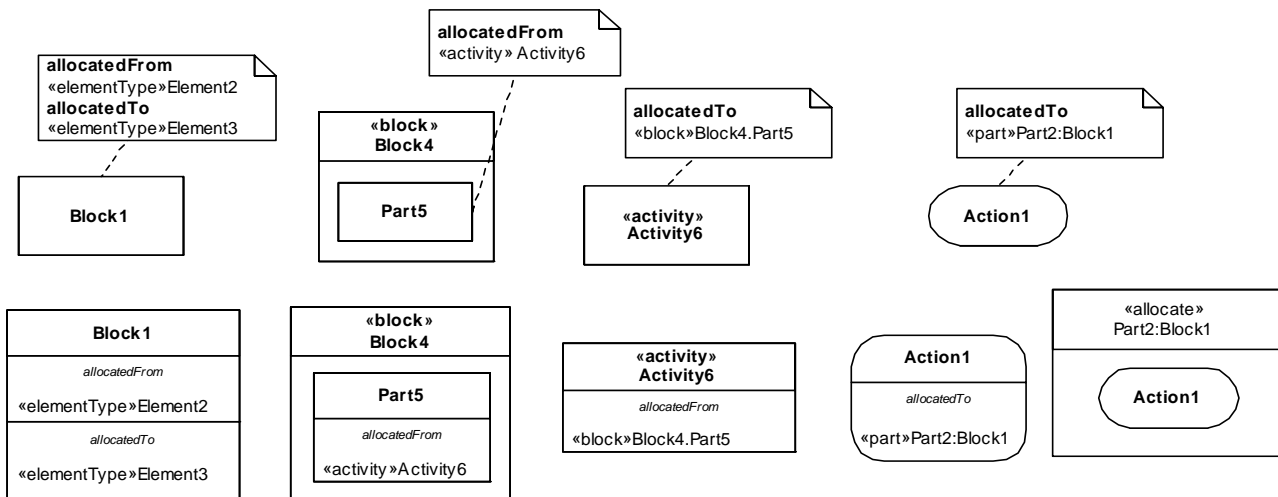 allocatedFrom
«elementType»Element2
allocatedTo
«elementType»Element3
Block1
allocatedFrom
«activity» Activity6
«block»
Block4
Part5
allocatedTo
«block»Block4.Part5
«activity»
Activity6
allocatedTo
«part»Part2:Block1
Action1
Block1
allocatedFrom
«elementType»Element2
allocatedTo
«elementType»Element3
«block»
Block4
Part5
allocatedFrom
«activity»Activity6
«activity»
Activity6
allocatedFrom
«block»Block4.Part5
Action1
allocatedTo
«part»Part2:Block1
«allocate»
Part2:Block1
Action1